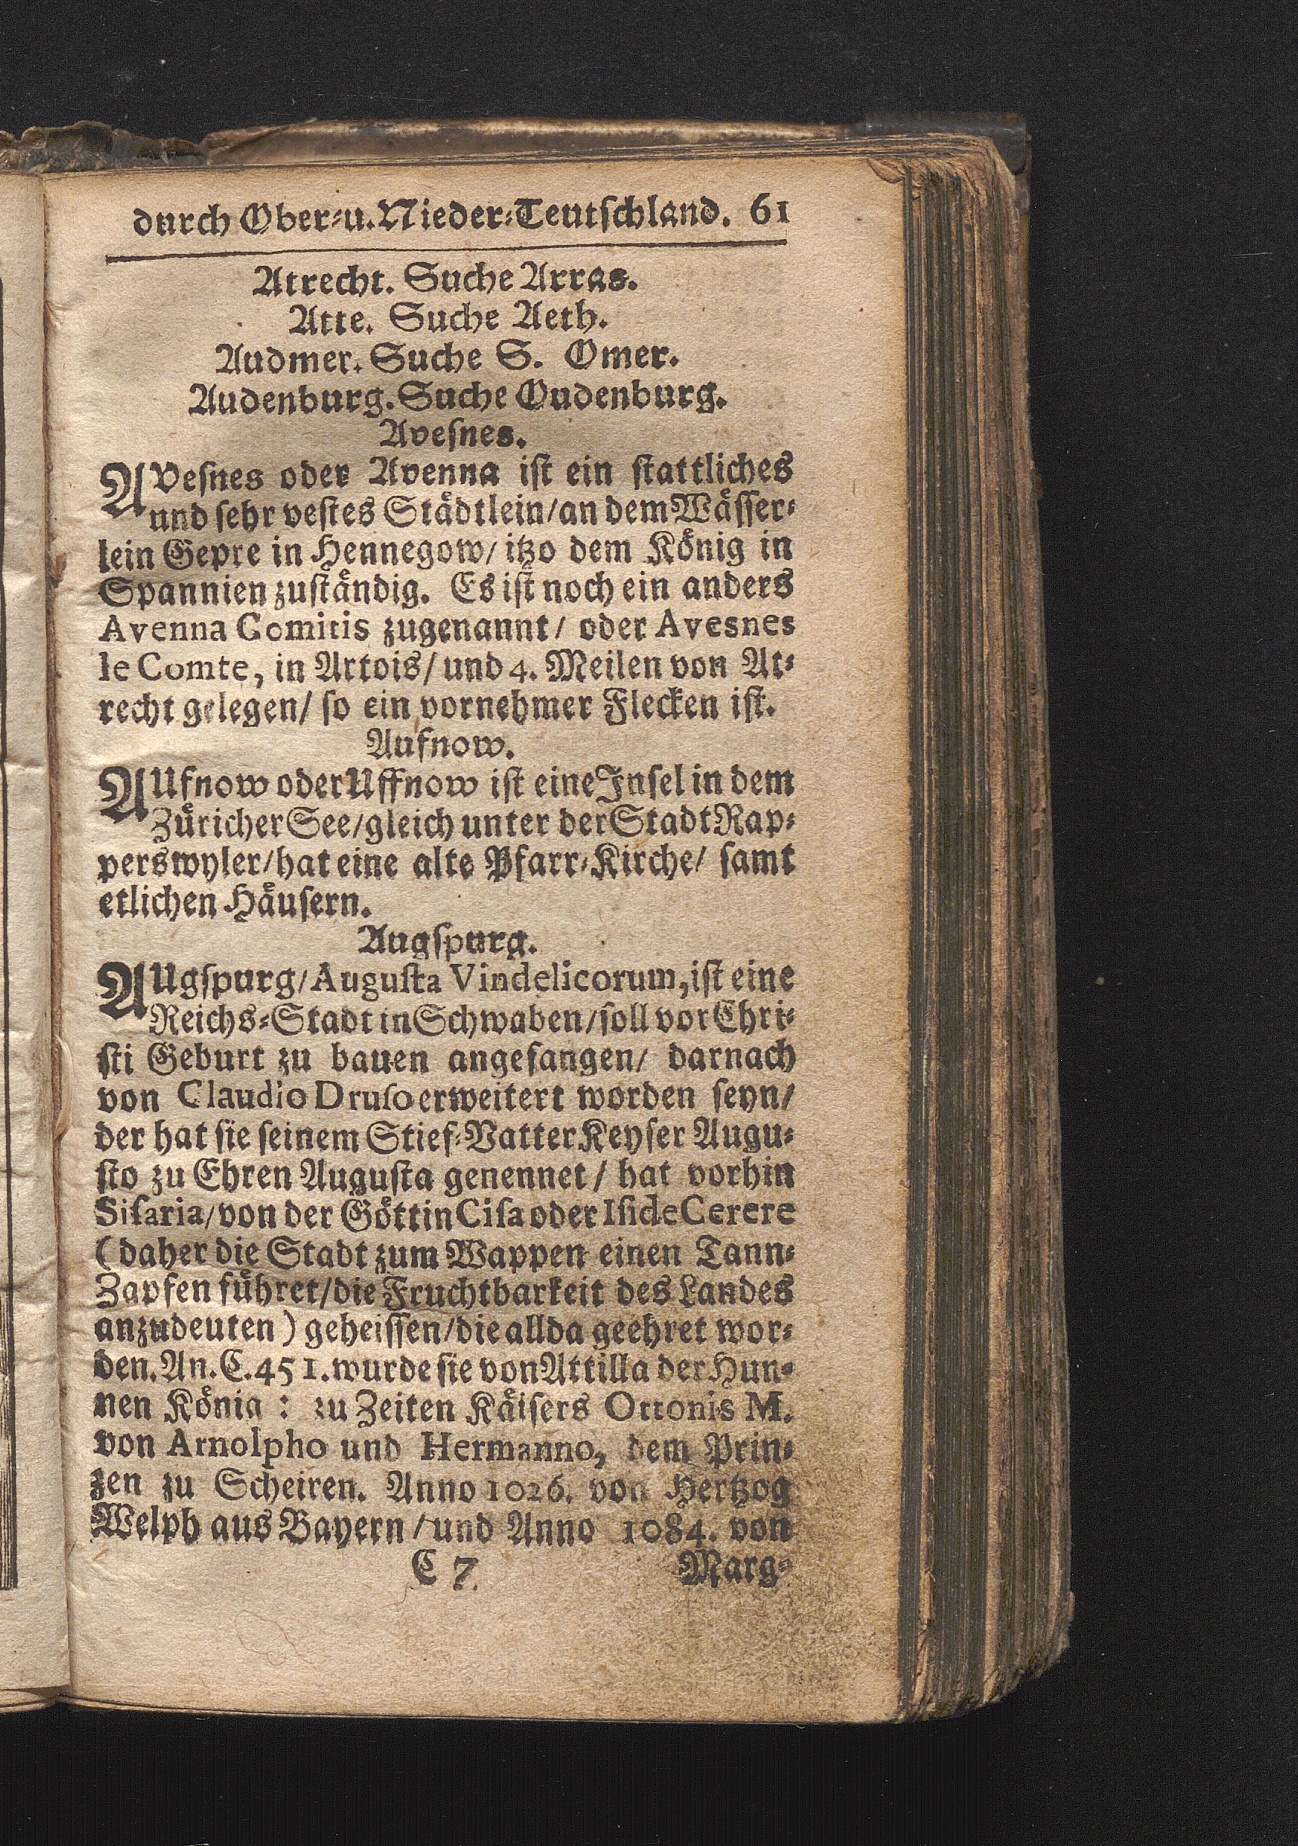 durch Ober-u. Nieder-Teutschland. 61
Atrecht. Suche Arras.
Atte. Suche Aeth.
Audmer. Suche S. Omer.
Audenburg. Suche Oudenburg.
Avesnes.
AVesnes oder Avenna ist ein stattliches
und sehr vestes Städtlein/an dem Wässer-
lein Gepre in Hennegow/ itzo dem König in
Spannien zuständig. Es ist noch ein anders
Avenna Comitis zugenannt/ oder Avesnes
le Comte, in Artois/ und 4. Meilen von At-
recht gelegen/ so ein vornehmer Flecken ist.
Aufnow.
AUfnow oder Uffnow ist eine Insel in dem
Züricher See/gleich unter der Stadt Rap-
perswyler/hat eine alte Pfarr-Kirche/ samt
etlichen Häusern.
Augspurg.
AUgspurg/Augusta Vindelicorum, ist eine
Reichs-Stadt in Schwaben/soll vor Chri-
sti Geburt zu bauen angefangen/ darnach
von Claudio Druso erweitert worden seyn/
der hat sie seinem Stief-Vatter Keyser Augu-
sto zu Ehren Augusta genennet / hat vorhin
Sisaria/von der Göttin Cisa oder Iside Cerere
(daher die Stadt zum Wappen einen Tann-
Zapfen führet/die Fruchtbarkeit des Landes
anzudeuten) geheissen/die allda geehret wor-
den. An. C. 451. wurde sie von Attilla der Hun-
nen König: zu Zeiten Käisers Ottonis M.
von Arnolpho und Hermanno, dem Prin-
zen zu Scheiren. Anno 1026. von Hertzog
Welph aus Bayern/und Anno 1084. von
C 7 Marg-